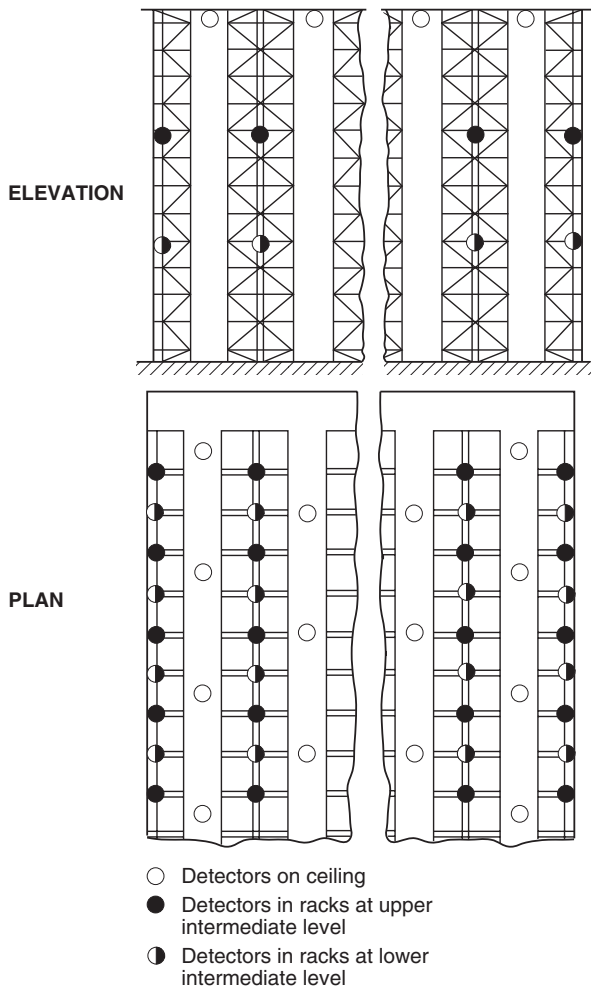 ELEVATION
PLAN
Detectors on ceiling
Detectors in racks at upper
intermediate level
Detectors in racks at lower
intermediate level